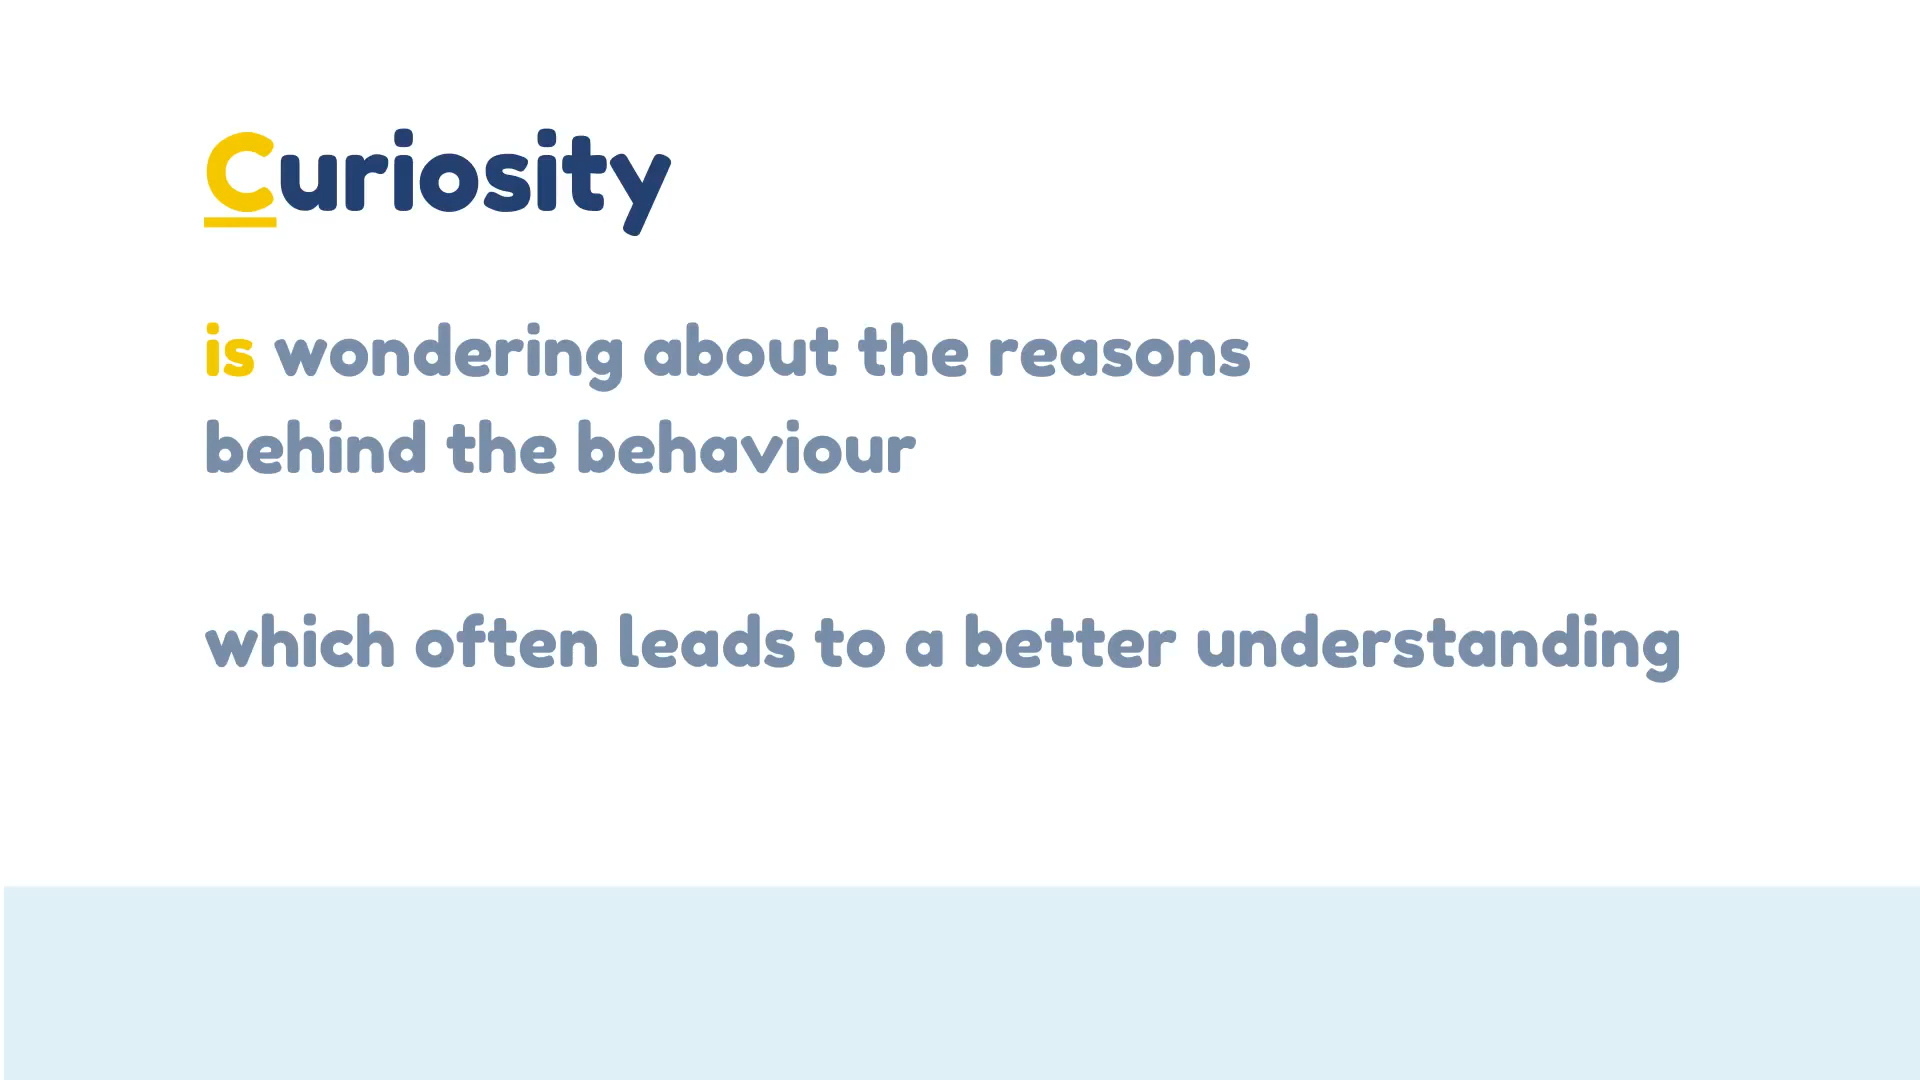 Curiosity
is wondering about the reasons
behind the behaviour
which often leads to a better understanding